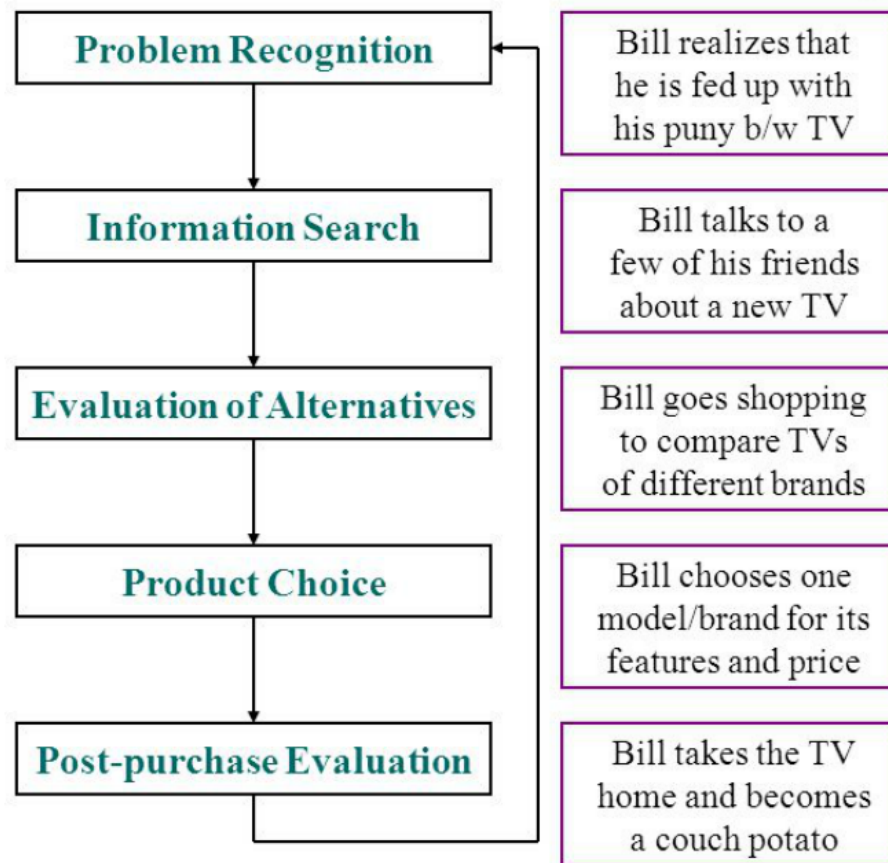 Problem Recognition
Bill realizes that
he is fed up with
his puny b/w TV
Information Search
Bill talks to a
few of his friends
about a new TV
Evaluation of Alternatives
Bill goes shopping
to compare TVs
of different brands
Product Choice
Bill chooses one
model/brand for its
features and price
Post-purchase Evaluation
Bill takes the TV
home and becomes
a couch potato